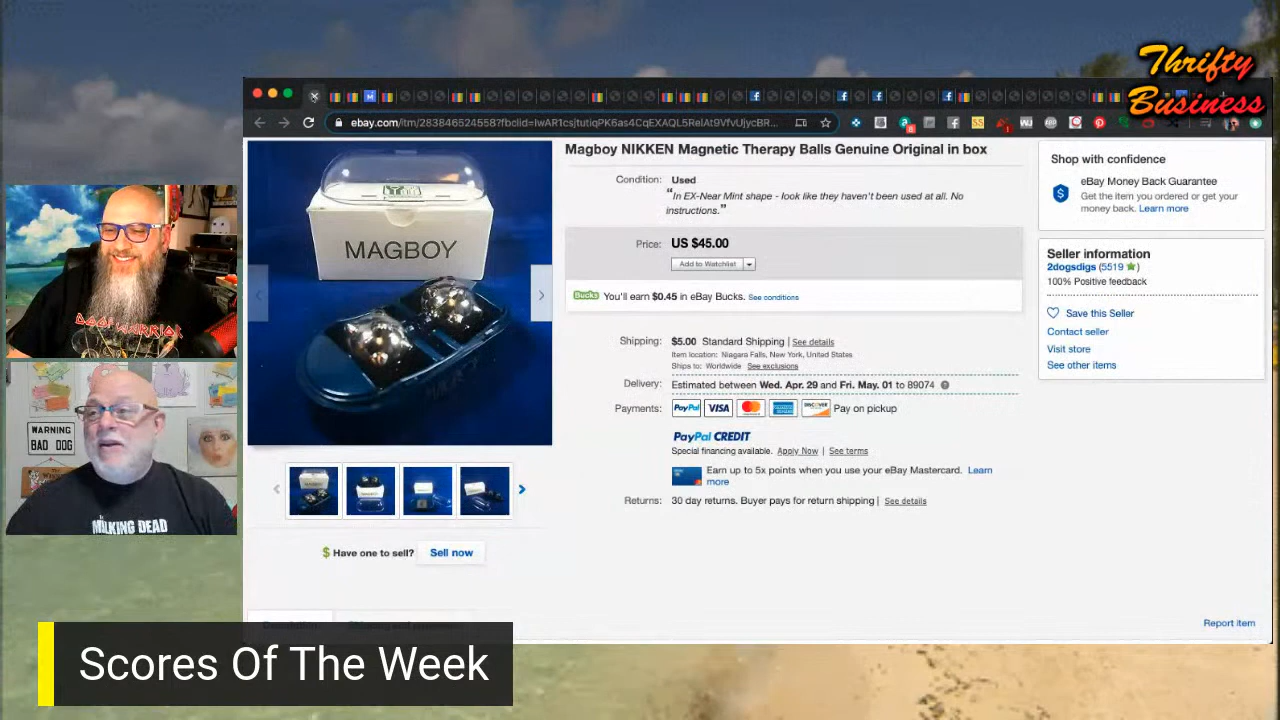 Thrifty
Business
ebay.com/itm/283846524558?fbclid=IwAR1csjtutiqPK6as4CqEXAQL5RelAt9VfvUjycBR...
Magboy NIKKEN Magnetic Therapy Balls Genuine Original in box
Condition: Used
"In EX-Near Mint shape - look like they haven't been used at all. No
instructions."
Price: US $45.00
Add to Watchlist
Bucks You'll earn $0.45 in eBay Bucks. See conditions
Shipping: $5.00 Standard Shipping | See details
Item location: Niagara Falls, New York, United States
Ships to: Worldwide See exclusions
Delivery: Estimated between Wed. Apr. 29 and Fri. May. 01 to 89074
Payments: PayPal VISA MasterCard DISCOVER Pay on pickup
PayPal CREDIT
Special financing available. Apply Now | See terms
Earn up to 5x points when you use your eBay Mastercard. Learn
more
Returns: 30 day returns. Buyer pays for return shipping | See details
Shop with confidence
eBay Money Back Guarantee
Get the item you ordered or get your
money back. Learn more
Seller information
2dogsdigs (5519)
100% Positive feedback
Save this Seller
Contact seller
Visit store
See other items
MAGBOY
$ Have one to sell? Sell now
Report item
WARNING
BAD DOG
WALKING DEAD
Scores Of The Week